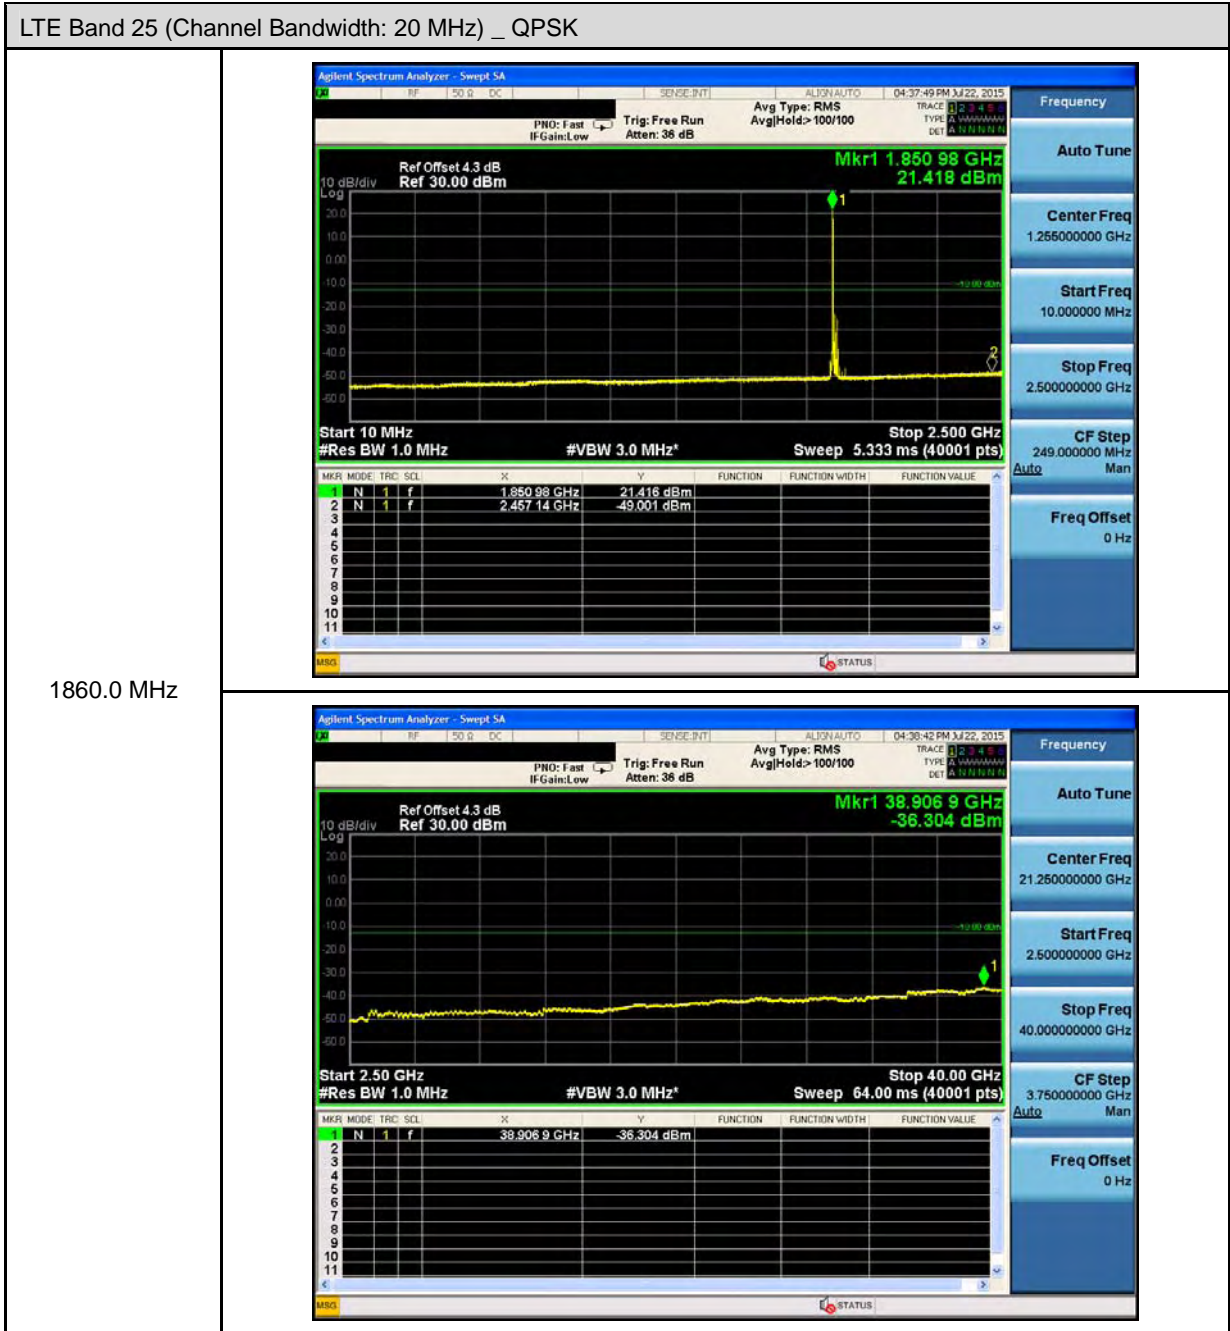 LTE Band 25 (Channel Bandwidth: 20 MHz) _ QPSK
1860.0 MHz
Agilent Spectrum Analyzer - Swept SA
RF 50 Ω DC SENSE:INT ALIGN AUTO 04:37:49 PM Jul 22, 2015
PNO: Fast Trig: Free Run Avg Type: RMS TRACE 1 2 3 4 5 6
IFGain:Low Atten: 36 dB Avg|Hold:> 100/100 TYPE A
DET A N N N N N
Ref Offset 4.3 dB Mkr1 1.850 98 GHz
10 dB/div Ref 30.00 dBm 21.418 dBm
Log
20.0
10.0
0.00
-10.0
-20.0
-30.0
-40.0
-50.0
-60.0
1
2
Start 10 MHz Stop 2.500 GHz
#Res BW 1.0 MHz #VBW 3.0 MHz* Sweep 5.333 ms (40001 pts)
MKR MODE TRC SCL X Y FUNCTION FUNCTION WIDTH FUNCTION VALUE
1 N 1 f 1.850 98 GHz 21.416 dBm
2 N 1 f 2.457 14 GHz -49.001 dBm
3
4
5
6
7
8
9
10
11
MSG STATUS
Frequency
Auto Tune
Center Freq
1.255000000 GHz
Start Freq
10.000000 MHz
Stop Freq
2.500000000 GHz
CF Step
249.000000 MHz
Auto Man
Freq Offset
0 Hz
Agilent Spectrum Analyzer - Swept SA
RF 50 Ω DC SENSE:INT ALIGN AUTO 04:38:42 PM Jul 22, 2015
PNO: Fast Trig: Free Run Avg Type: RMS TRACE 1 2 3 4 5 6
IFGain:Low Atten: 36 dB Avg|Hold:> 100/100 TYPE A
DET A N N N N N
Ref Offset 4.3 dB Mkr1 38.906 9 GHz
10 dB/div Ref 30.00 dBm -36.304 dBm
Log
20.0
10.0
0.00
-10.0
-20.0
-30.0
-40.0
-50.0
-60.0
1
Start 2.50 GHz Stop 40.00 GHz
#Res BW 1.0 MHz #VBW 3.0 MHz* Sweep 64.00 ms (40001 pts)
MKR MODE TRC SCL X Y FUNCTION FUNCTION WIDTH FUNCTION VALUE
1 N 1 f 38.906 9 GHz -36.304 dBm
2
3
4
5
6
7
8
9
10
11
MSG STATUS
Frequency
Auto Tune
Center Freq
21.250000000 GHz
Start Freq
2.500000000 GHz
Stop Freq
40.000000000 GHz
CF Step
3.750000000 GHz
Auto Man
Freq Offset
0 Hz